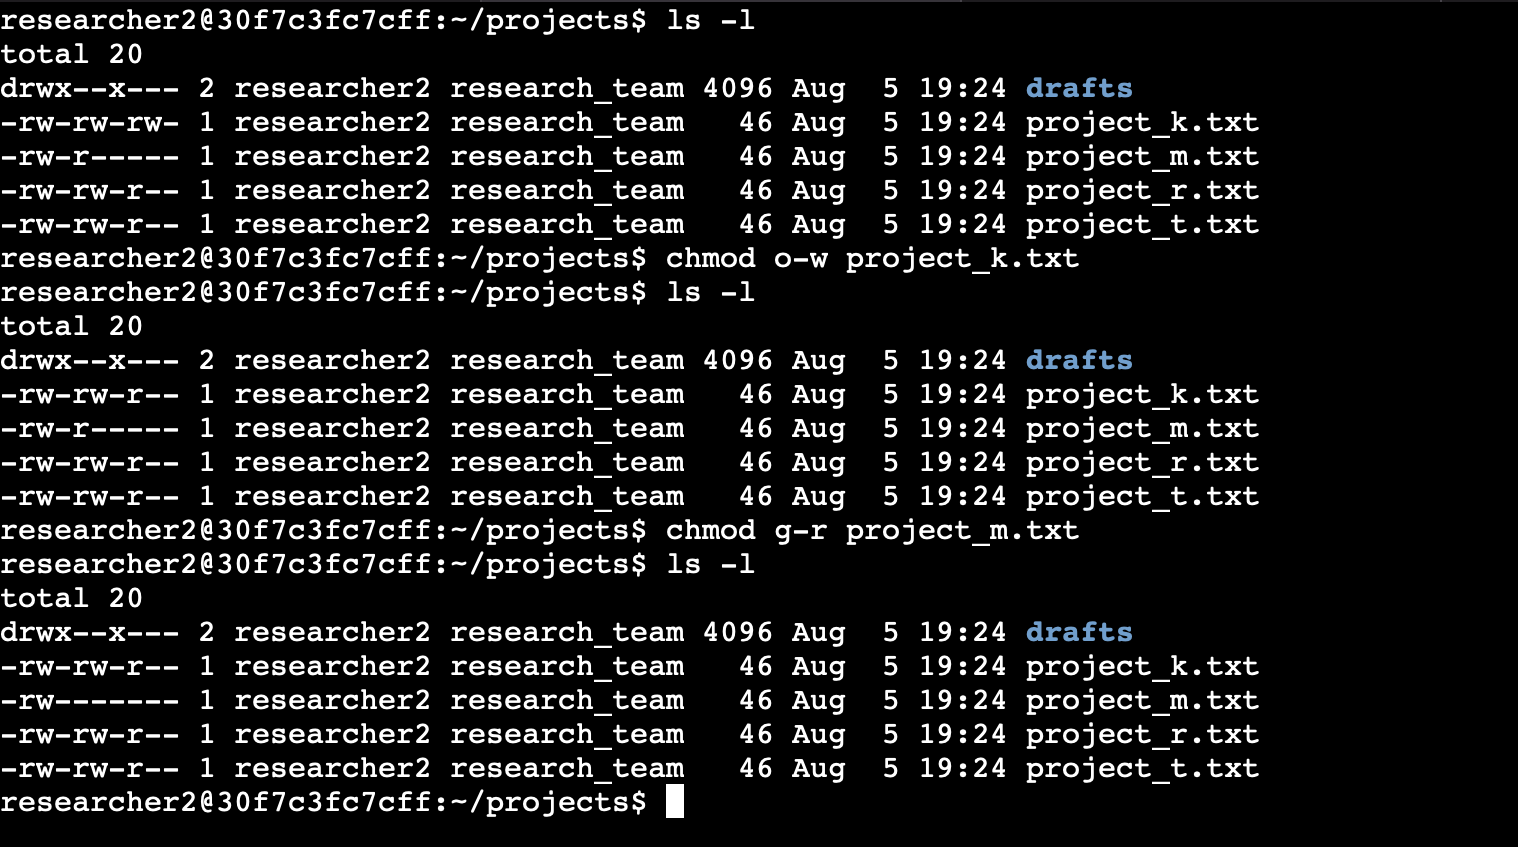 researcher2@30f7c3fc7cff:~/projects$ ls -l
total 20
drwx--x--- 2 researcher2 research_team 4096 Aug  5 19:24 drafts
-rw-rw-rw- 1 researcher2 research_team   46 Aug  5 19:24 project_k.txt
-rw-r----- 1 researcher2 research_team   46 Aug  5 19:24 project_m.txt
-rw-rw-r-- 1 researcher2 research_team   46 Aug  5 19:24 project_r.txt
-rw-rw-r-- 1 researcher2 research_team   46 Aug  5 19:24 project_t.txt
researcher2@30f7c3fc7cff:~/projects$ chmod o-w project_k.txt
researcher2@30f7c3fc7cff:~/projects$ ls -l
total 20
drwx--x--- 2 researcher2 research_team 4096 Aug  5 19:24 drafts
-rw-rw-r-- 1 researcher2 research_team   46 Aug  5 19:24 project_k.txt
-rw-r----- 1 researcher2 research_team   46 Aug  5 19:24 project_m.txt
-rw-rw-r-- 1 researcher2 research_team   46 Aug  5 19:24 project_r.txt
-rw-rw-r-- 1 researcher2 research_team   46 Aug  5 19:24 project_t.txt
researcher2@30f7c3fc7cff:~/projects$ chmod g-r project_m.txt
researcher2@30f7c3fc7cff:~/projects$ ls -l
total 20
drwx--x--- 2 researcher2 research_team 4096 Aug  5 19:24 drafts
-rw-rw-r-- 1 researcher2 research_team   46 Aug  5 19:24 project_k.txt
-rw------- 1 researcher2 research_team   46 Aug  5 19:24 project_m.txt
-rw-rw-r-- 1 researcher2 research_team   46 Aug  5 19:24 project_r.txt
-rw-rw-r-- 1 researcher2 research_team   46 Aug  5 19:24 project_t.txt
researcher2@30f7c3fc7cff:~/projects$